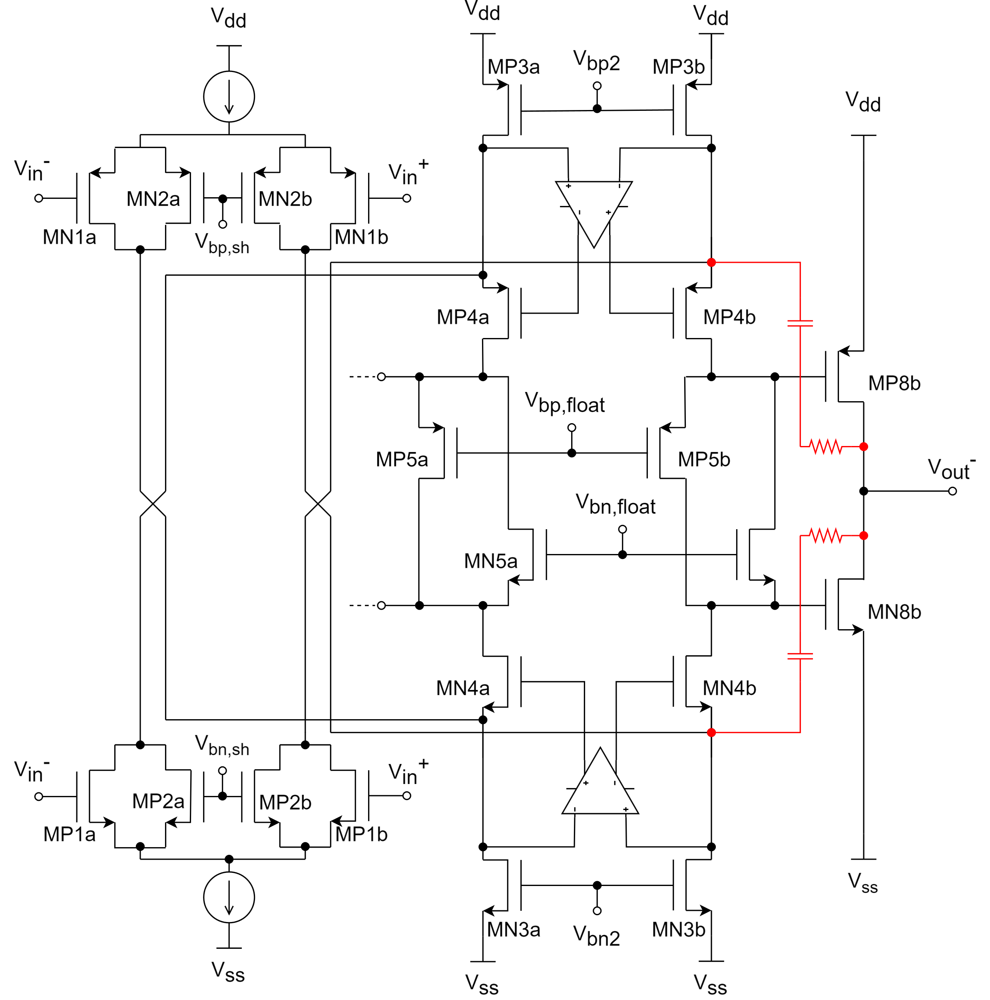 Vdd
Vdd
Vdd
MP3a
Vbp2
MP3b
Vdd
Vin-
MN2a
MN2b
Vin+
MN1a
Vbp,sh
MN1b
+
-
-
+
MP4a
MP4b
MP8b
Vbp,float
MP5a
MP5b
Vout-
Vbn,float
MN5a
MN8b
MN4a
MN4b
Vbn,sh
Vin-
Vin+
MP2a
MP2b
+
-
-
+
MP1a
MP1b
Vss
MN3a
Vbn2
MN3b
Vss
Vss
Vss